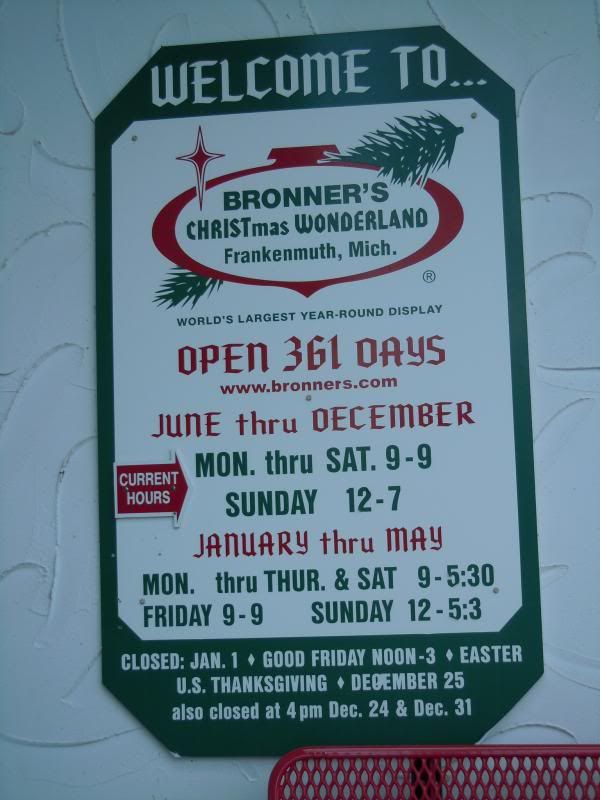 WELCOME TO...
BRONNER'S
CHRISTmas WONDERLAND
Frankenmuth, Mich.
®
WORLD'S LARGEST YEAR-ROUND DISPLAY
OPEN 361 DAYS
www.bronners.com
JUNE thru DECEMBER
MON. thru SAT. 9-9
CURRENT
HOURS
SUNDAY 12-7
JANUARY thru MAY
MON. thru THUR. & SAT 9-5:30
FRIDAY 9-9 SUNDAY 12-5:3
CLOSED: JAN. 1 ♦ GOOD FRIDAY NOON-3 ♦ EASTER
U.S. THANKSGIVING ♦ DECEMBER 25
also closed at 4 pm Dec. 24 & Dec. 31